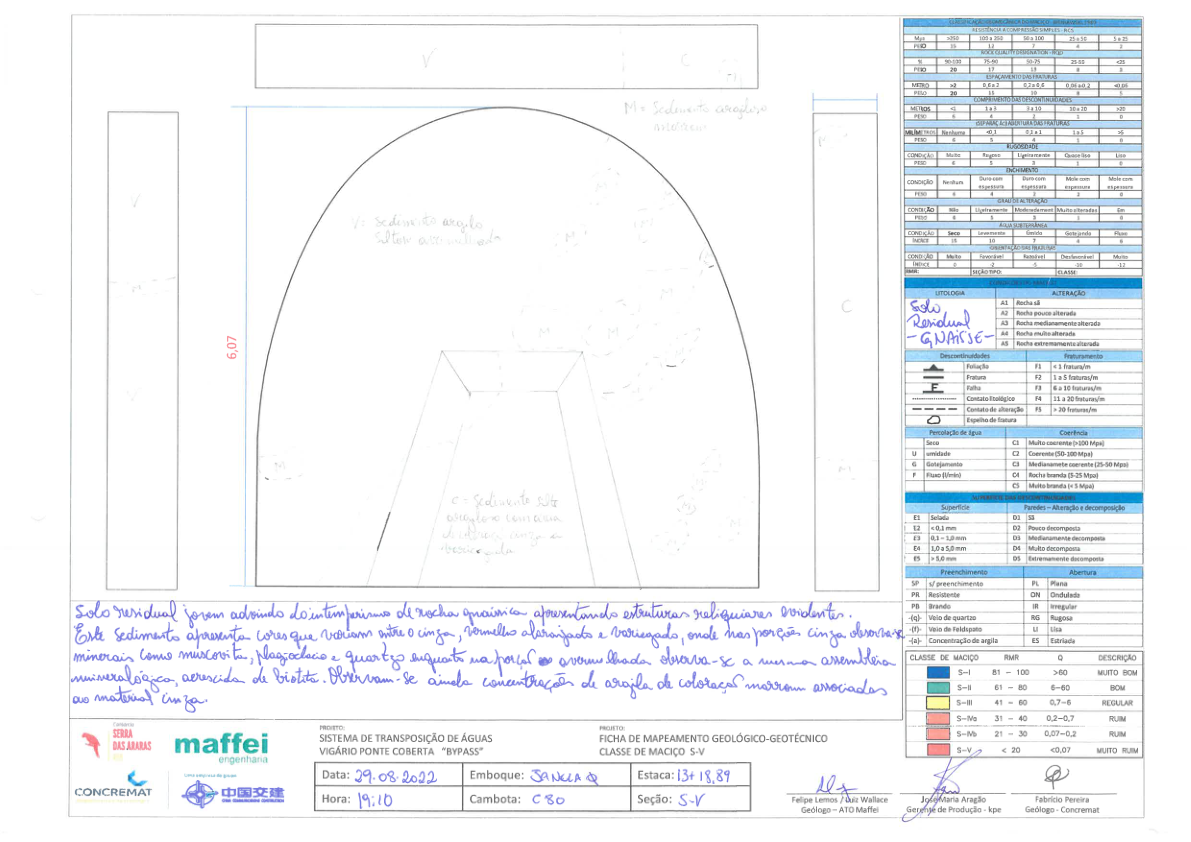 V
C
M
M = Sedimento argiloso
marrom
V
M
V = Sedimento argilo
Siltoso avermelhado
M
M
M
M
C
M
M
M
6,07
C = Sedimento Silto
argiloso com cinza
variegada
Solo residual jovem advindo do intemperismo de rocha gnaissica apresentando estruturas reliquiares evidentes.
Este Sedimento apresenta cores que variam entre o cinza, vermelho alaranjado e variegado, onde nas porções cinza observa-se
minerais como muscovita, plagioclasio e quartzo enquanto na porção avermelhada observa-se a mesma assembleia
mineralógica, acrescida de biotita. Observam-se ainda concentrações de argila de coloração marrom associadas
ao material cinza.
CLASSIFICAÇÃO GEOMECÂNICA
RESISTÊNCIA A COMPRESSÃO SIMPLES - RCS
Mpa >250 100 a 250 50 a 100 25 a 50 5 a 25
PESO 15 12 7 4 2
ROCK QUALITY DESIGNATION - RQD
90-100 75-90 50-75 25-50 <25
PESO 20 17 13 8 3
ESPAÇAMENTO DAS FRATURAS
METRO >2 0,6 a 2 0,2 a 0,6 0,06 a 0,2 <0,06
PESO 20 15 10 8 5
COMPRIMENTO DAS DESCONTINUIDADES
METROS <1 1 a 3 3 a 10 10 a 20 >20
PESO 6 4 2 1 0
SEPARAÇÃO/ABERTURA DAS FRATURAS
MILÍMETROS Nenhuma <0,1 0,1 a 1 1 a 5 >5
PESO 6 5 4 1 0
RUGOSIDADE
CONDIÇÃO Muito Rugoso Ligeiramente Quase liso Liso
PESO 6 5 3 1 0
ENCHIMENTO
CONDIÇÃO Nenhum Duro com espessura Duro com espessura Mole com espessura Mole com espessura
PESO 6 4 2 2 0
GRAU DE ALTERAÇÃO
CONDIÇÃO Não Ligeiramente Moderadament Muito alteradas Em
PESO 6 5 3 1 0
ÁGUA SUBTERRÂNEA
CONDIÇÃO Seco Levemente Úmido Gotejando Fluxo
ÍNDICE 15 10 7 4 0
ORIENTAÇÃO DAS FRATURAS
CONDIÇÃO Muito Favorável Razoável Desfavorável Muito
ÍNDICE 0 -2 -5 -10 -12
RMR: SEÇÃO TIPO: CLASSE:
LITOLOGIA ALTERAÇÃO
Solo
Residual
- GNAISSE -
A1 Rocha sã
A2 Rocha pouco alterada
A3 Rocha medianamente alterada
A4 Rocha muito alterada
A5 Rocha extremamente alterada
Descontinuidades Fraturamento
Foliação F1 < 1 fratura/m
Fratura F2 1 a 5 fraturas/m
F Falha F3 6 a 10 fraturas/m
Contato litológico F4 11 a 20 fraturas/m
Contato de alteração F5 > 20 fraturas/m
Espelho de fratura
Percolação de água Coerência
Seco C1 Muito coerente (>100 Mpa)
U umidade C2 Coerente (50-100 Mpa)
G Gotejamento C3 Medianamete coerente (25-50 Mpa)
F Fluxo (l/min) C4 Rocha branda (5-25 Mpa)
C5 Muito branda (< 5 Mpa)
Superfície Paredes – Alteração e decomposição
E1 Selada D1 Sã
E2 < 0,1 mm D2 Pouco decomposta
E3 0,1 – 1,0 mm D3 Medianamente decomposta
E4 1,0 a 5,0 mm D4 Muito decomposta
E5 > 5,0 mm D5 Extremamente decomposta
Preenchimento Abertura
SP s/ preenchimento PL Plana
PR Resistente ON Ondulada
PB Brando IR Irregular
-(q)- Veio de quartzo RG Rugosa
-(f)- Veio de Feldspato LI Lisa
-(a)- Concentração de argila ES Estriada
CLASSE DE MACIÇO RMR Q DESCRIÇÃO
S-I 81 - 100 >60 MUITO BOM
S-II 61 - 80 6-60 BOM
S-III 41 - 60 0,7-6 REGULAR
S-IVa 31 - 40 0,2-0,7 RUIM
S-IVb 21 - 30 0,07-0,2 RUIM
S-V < 20 <0,07 MUITO RUIM
Consórcio
SERRA
DAS ARARAS
maffei
engenharia
CONCREMAT
Uma empresa do grupo
中国交建
PROJETO:
SISTEMA DE TRANSPOSIÇÃO DE ÁGUAS
VIGÁRIO PONTE COBERTA "BYPASS"
PROJETO:
FICHA DE MAPEAMENTO GEOLÓGICO-GEOTÉCNICO
CLASSE DE MACIÇO S-V
Data: 29.08.2022 Emboque: JANELA Estaca: 13+18,89
Hora: 19:10 Cambota: C80 Seção: S-V
Felipe Lemos / Luiz Wallace
Geólogo – ATO Maffei
José Maria Aragão
Gerente de Produção - kpe
Fabrício Pereira
Geólogo - Concremat